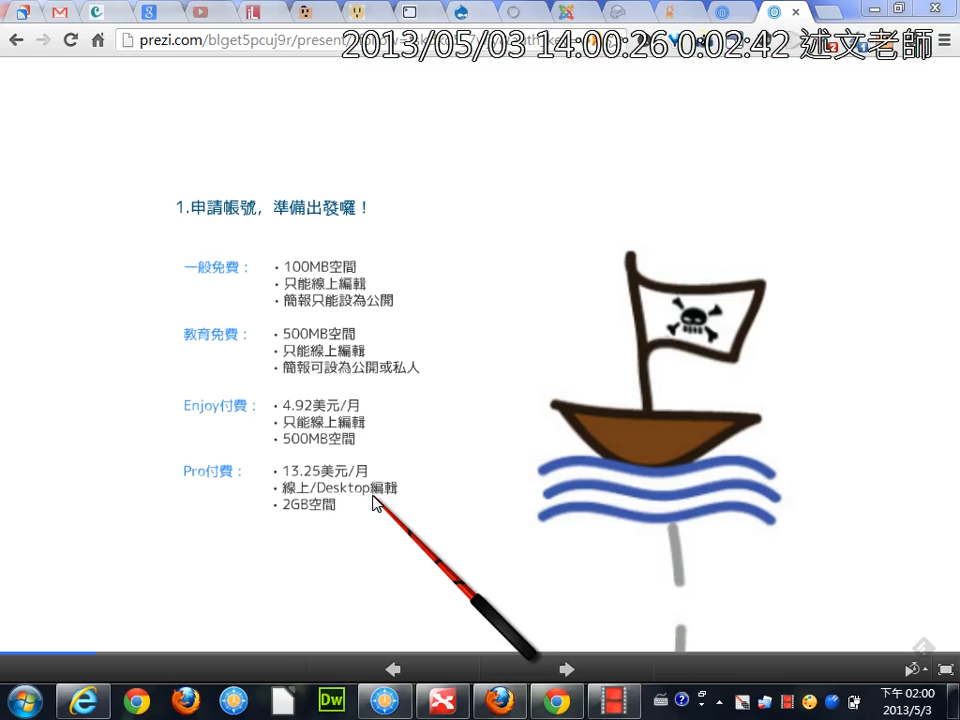 prezi.com/blget5pcuj9r/present/
2013/05/03 14:00:26 0:02:42 述文老師
1.申請帳號，準備出發囉！
一般免費：
・100MB空間
・只能線上編輯
・簡報只能設為公開
教育免費：
・500MB空間
・只能線上編輯
・簡報可設為公開或私人
Enjoy付費：
・4.92美元/月
・只能線上編輯
・500MB空間
Pro付費：
・13.25美元/月
・線上/Desktop編輯
・2GB空間
Dw
下午 02:00
2013/5/3